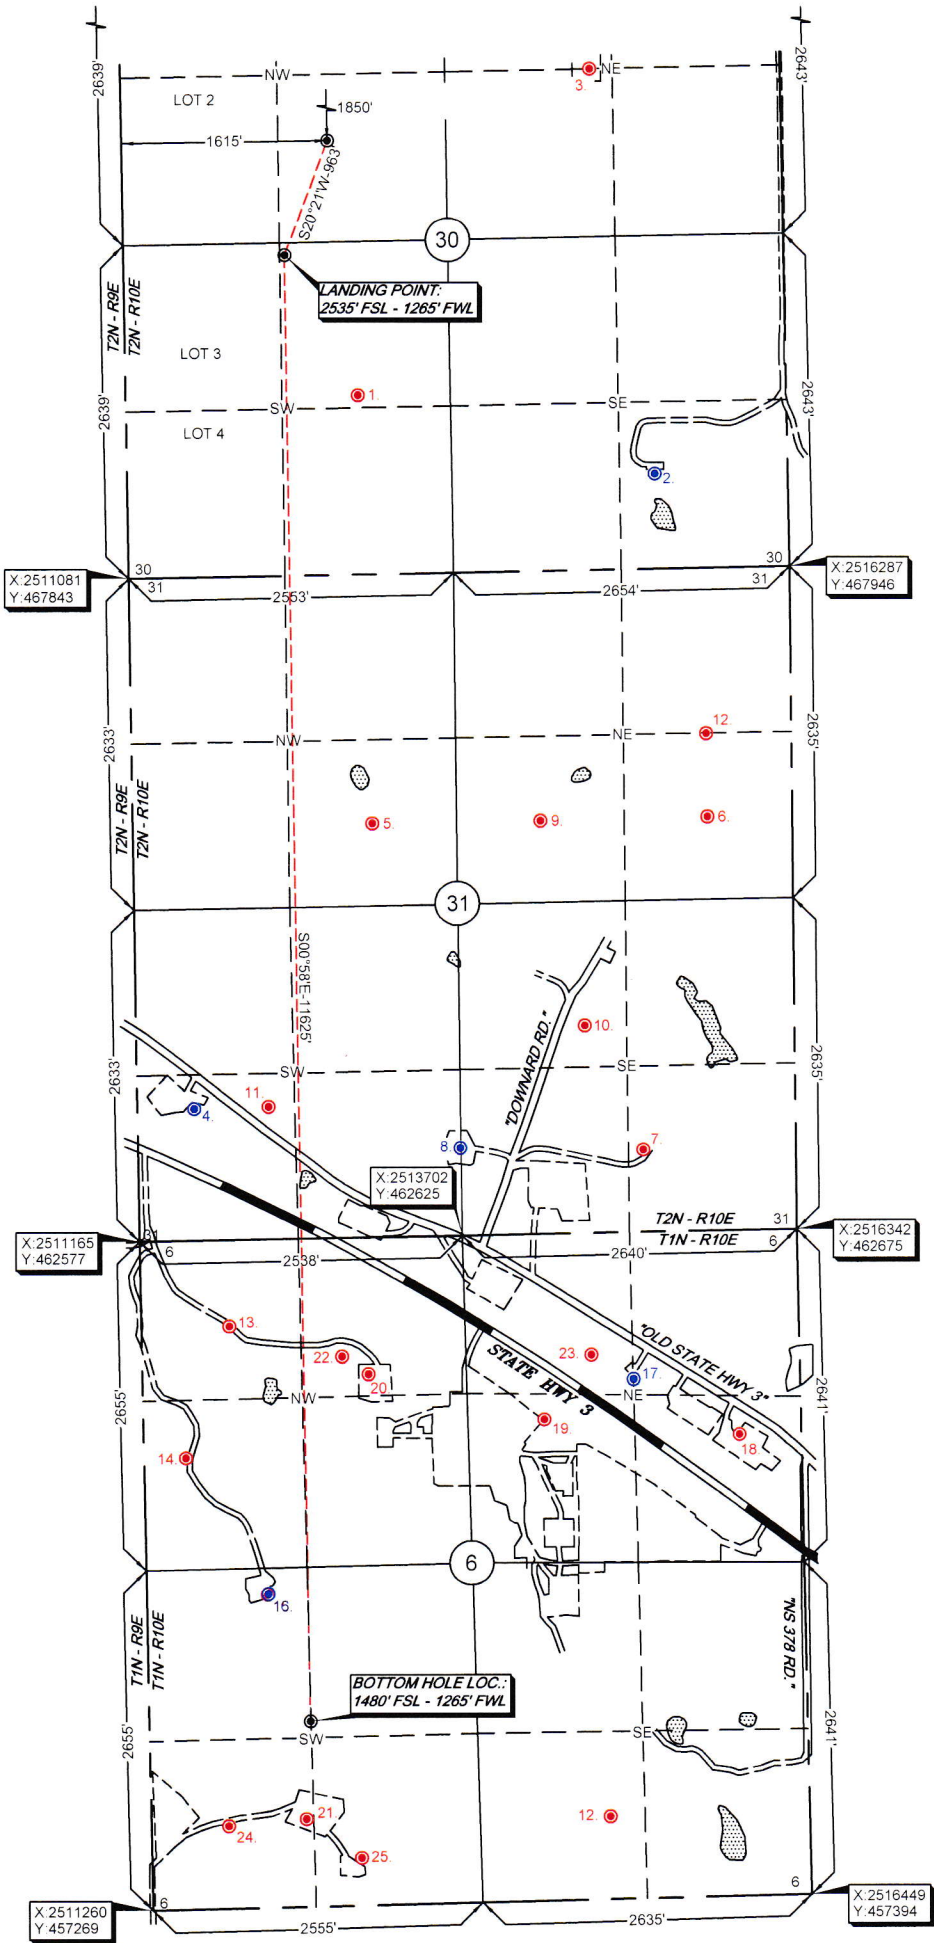 2639'
2643'
NW
NE
3.
LOT 2
1850'
1615'
S20°21'W-963'
30
LANDING POINT:
2535' FSL - 1265' FWL
T2N - R9E
T2N - R10E
LOT 3
1.
2639'
SW
SE
2643'
LOT 4
2.
X:2511081
Y:467843
30
31
2553'
2654'
30
31
X:2516287
Y:467946
12.
2633'
NW
NE
2635'
T2N - R9E
T2N - R10E
5.
9.
6.
31
S00°58'E-11625'
10.
"DOWNARD RD."
2633'
SW
SE
2635'
11.
4.
8.
7.
X:2513702
Y:462625
T2N - R10E
T1N - R10E
31
6
X:2516342
Y:462675
X:2511165
Y:462577
31
6
2538'
2640'
13.
22.
20.
STATE HWY 3
23.
17.
"OLD STATE HWY 3"
2655'
NW
NE
2641'
19.
18.
14.
6
16.
T1N - R9E
T1N - R10E
"NS 378 RD."
BOTTOM HOLE LOC.:
1480' FSL - 1265' FWL
2655'
SW
SE
2641'
21.
24.
25.
12.
X:2511260
Y:457269
6
2555'
2635'
6
X:2516449
Y:457394